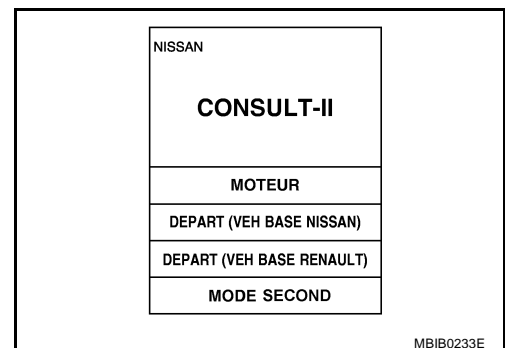 NISSAN
CONSULT-II
MOTEUR
DEPART (VEH BASE NISSAN)
DEPART (VEH BASE RENAULT)
MODE SECOND
MBIB0233E